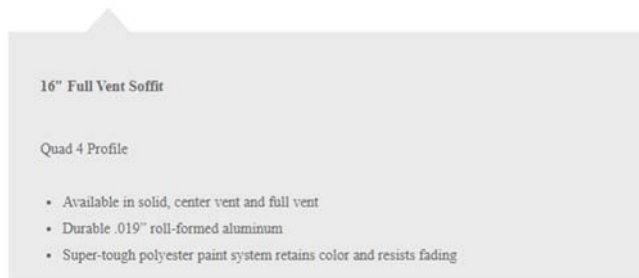 16" Full Vent Soffit
Quad 4 Profile
• Available in solid, center vent and full vent
• Durable .019" roll-formed aluminum
• Super-tough polyester paint system retains color and resists fading